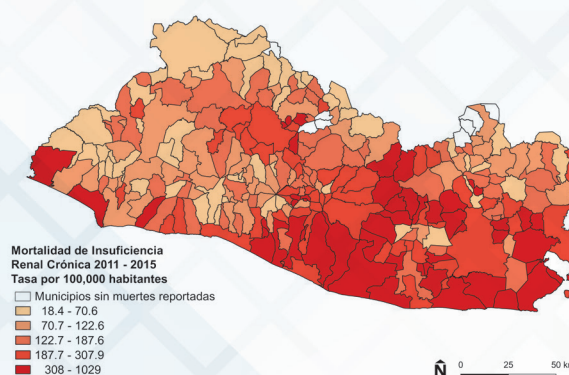 Mortalidad de Insuficiencia
Renal Crónica 2011 - 2015
Tasa por 100,000 habitantes
Municipios sin muertes reportadas
18.4 - 70.6
70.7 - 122.6
122.7 - 187.6
187.7 - 307.9
308 - 1029
N
0 25 50 km